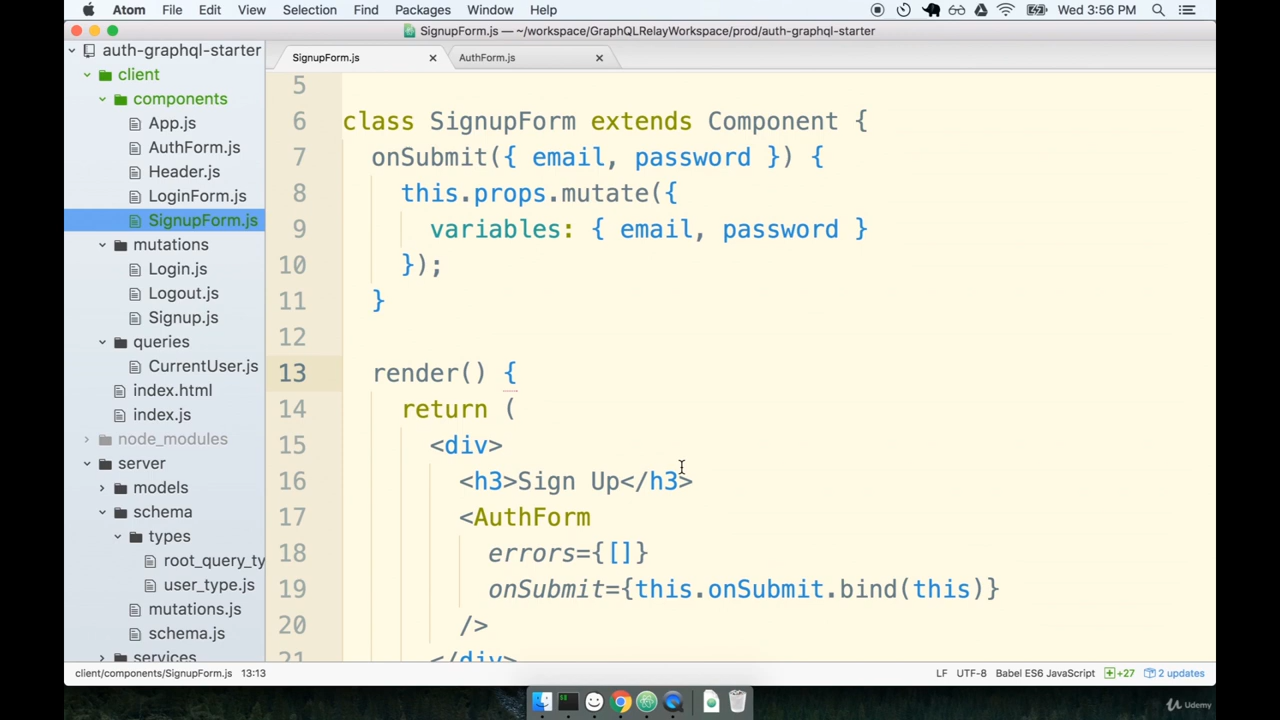 Atom File Edit View Selection Find Packages Window Help Wed 3:56 PM
SignupForm.js — ~/workspace/GraphQLRelayWorkspace/prod/auth-graphql-starter
auth-graphql-starter
client
components
App.js
AuthForm.js
Header.js
LoginForm.js
SignupForm.js
mutations
Login.js
Logout.js
Signup.js
queries
CurrentUser.js
index.html
index.js
node_modules
server
models
schema
types
root_query_ty
user_type.js
mutations.js
schema.js
services
SignupForm.js AuthForm.js
5
6 class SignupForm extends Component {
7 onSubmit({ email, password }) {
8 this.props.mutate({
9 variables: { email, password }
10 });
11 }
12
13 render() {
14 return (
15 <div>
16 <h3>Sign Up</h3>
17 <AuthForm
18 errors={[]}
19 onSubmit={this.onSubmit.bind(this)}
20 />
21 </div>
client/components/SignupForm.js 13:13 LF UTF-8 Babel ES6 JavaScript +27 2 updates
Udemy